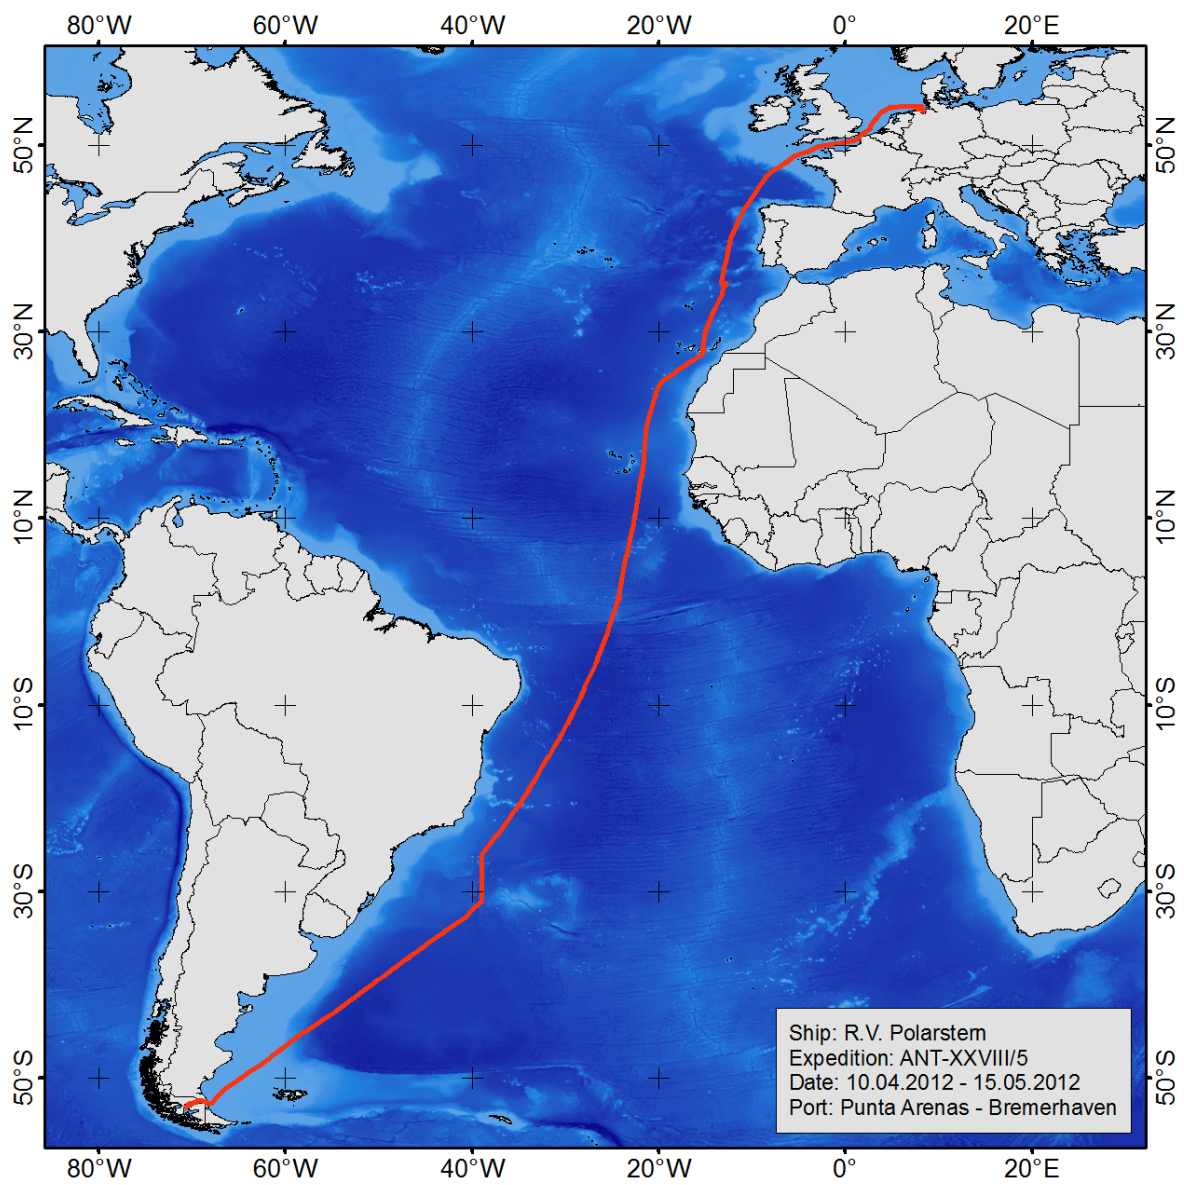 80°W 60°W 40°W 20°W 0° 20°E
50°N 50°N
30°N 30°N
10°N 10°N
10°S 10°S
30°S 30°S
50°S 50°S
Ship: R.V. Polarstern
Expedition: ANT-XXVIII/5
Date: 10.04.2012 - 15.05.2012
Port: Punta Arenas - Bremerhaven
80°W 60°W 40°W 20°W 0° 20°E